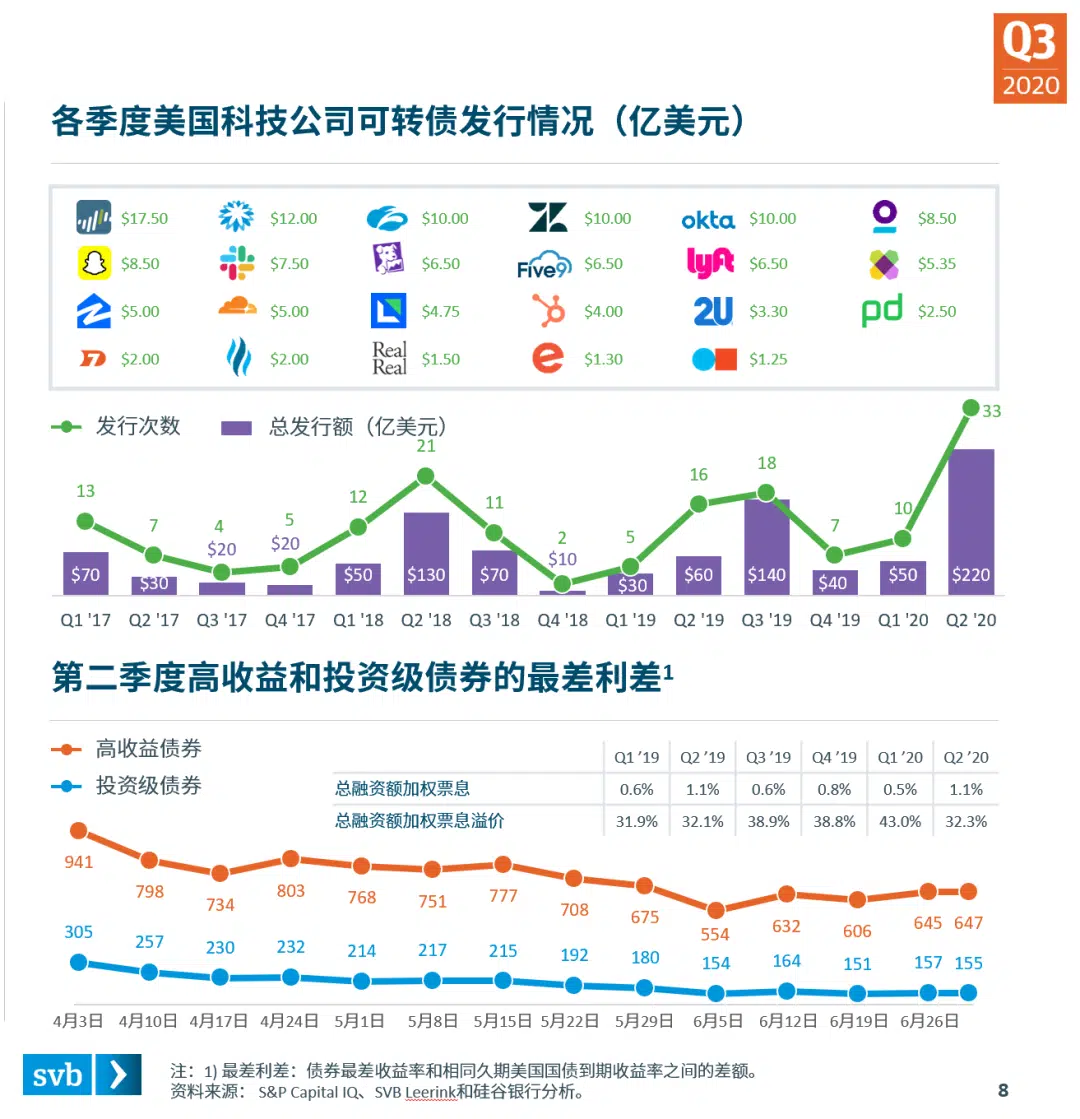 Q3
2020
各季度美国科技公司可转债发行情况（亿美元）
$17.50 $12.00 $10.00 $10.00 okta $10.00 $8.50
$8.50 $7.50 $6.50 Five9 $6.50 lyft $6.50 $5.35
$5.00 $5.00 $4.75 $4.00 2U $3.30 pd $2.50
$2.00 $2.00 Real Real $1.50 e $1.30 $1.25
发行次数 总发行额（亿美元）
13 7 4 5 12 21 11 2 5 16 18 7 10 33
$70 $30 $20 $20 $50 $130 $70 $10 $30 $60 $140 $40 $50 $220
Q1 '17 Q2 '17 Q3 '17 Q4 '17 Q1 '18 Q2 '18 Q3 '18 Q4 '18 Q1 '19 Q2 '19 Q3 '19 Q4 '19 Q1 '20 Q2 '20
第二季度高收益和投资级债券的最差利差1
高收益债券
投资级债券
Q1 ’19 Q2 ’19 Q3 ’19 Q4 ’19 Q1 ’20 Q2 ’20
总融资额加权票息 0.6% 1.1% 0.6% 0.8% 0.5% 1.1%
总融资额加权票息溢价 31.9% 32.1% 38.9% 38.8% 43.0% 32.3%
941 798 734 803 768 751 777 708 675 554 632 606 645 647
305 257 230 232 214 217 215 192 180 154 164 151 157 155
4月3日 4月10日 4月17日 4月24日 5月1日 5月8日 5月15日 5月22日 5月29日 6月5日 6月12日 6月19日 6月26日
svb
注：1) 最差利差：债券最差收益率和相同久期美国国债到期收益率之间的差额。
资料来源： S&P Capital IQ、SVB Leerink和硅谷银行分析。
8